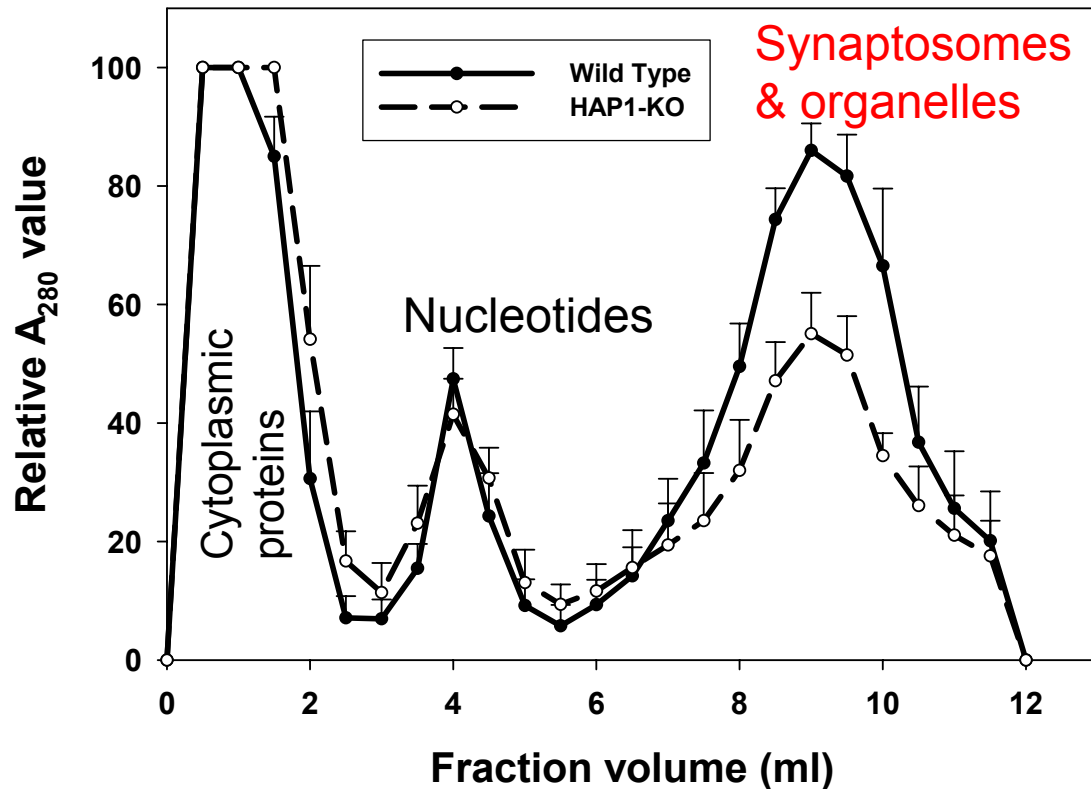 Synaptosomes
& organelles
Wild Type
HAP1-KO
Relative A280 value
100
80
60
40
20
0
Cytoplasmic
proteins
Nucleotides
0 2 4 6 8 10 12
Fraction volume (ml)